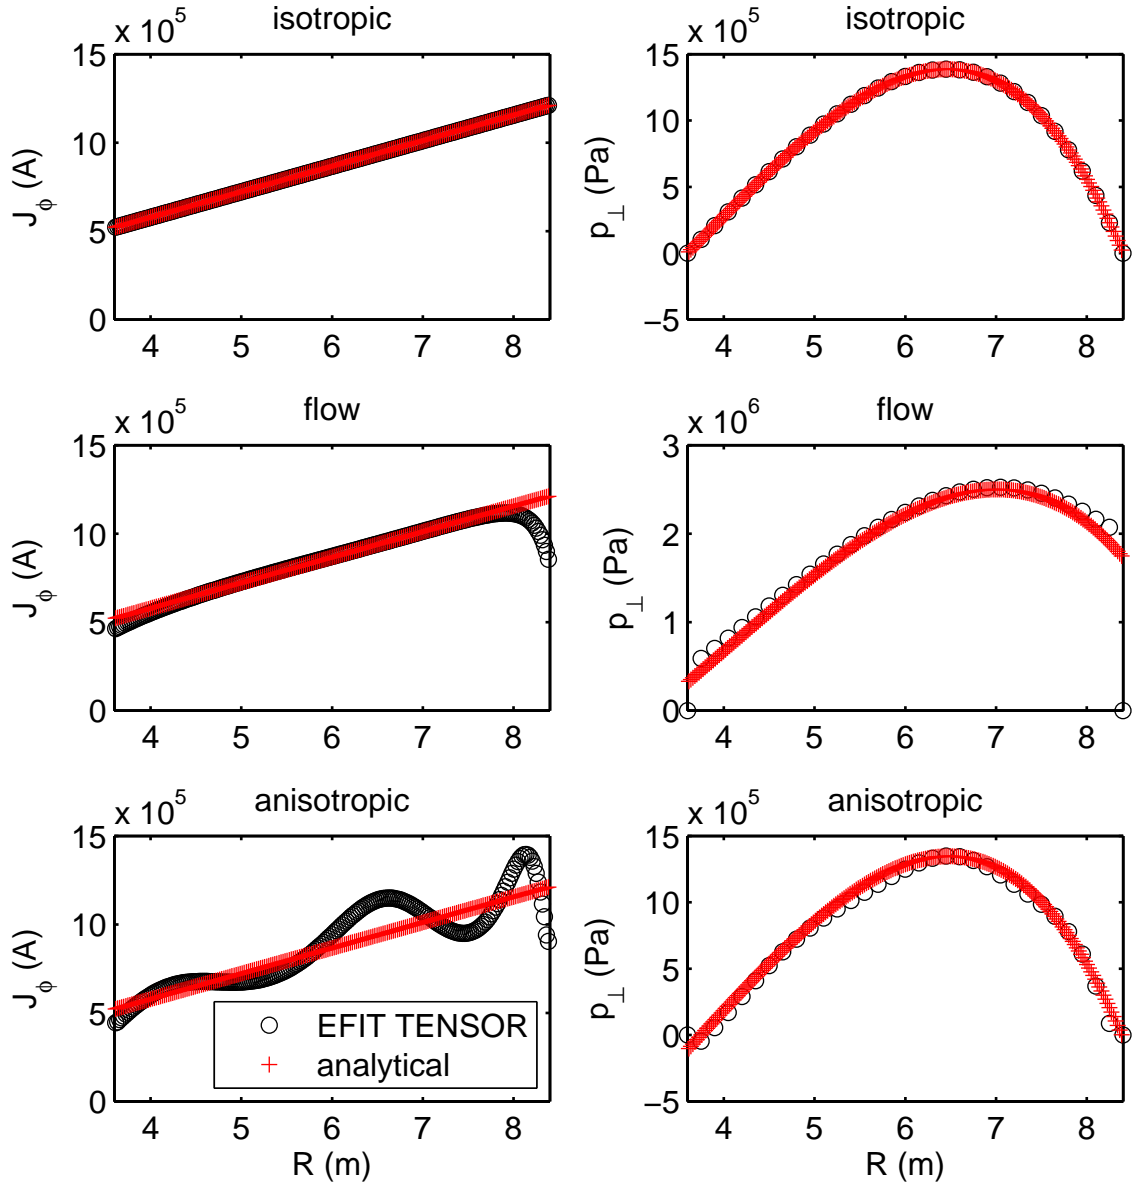 x 10^5 isotropic
15
10
5
0
4 5 6 7 8
J_ϕ (A)
x 10^5 isotropic
15
10
5
0
−5
4 5 6 7 8
p_⊥ (Pa)
x 10^5 flow
15
10
5
0
4 5 6 7 8
J_ϕ (A)
x 10^6 flow
3
2
1
0
4 5 6 7 8
p_⊥ (Pa)
x 10^5 anisotropic
15
10
5
0
4 5 6 7 8
J_ϕ (A)
R (m)
EFIT TENSOR
analytical
x 10^5 anisotropic
15
10
5
0
−5
4 5 6 7 8
p_⊥ (Pa)
R (m)